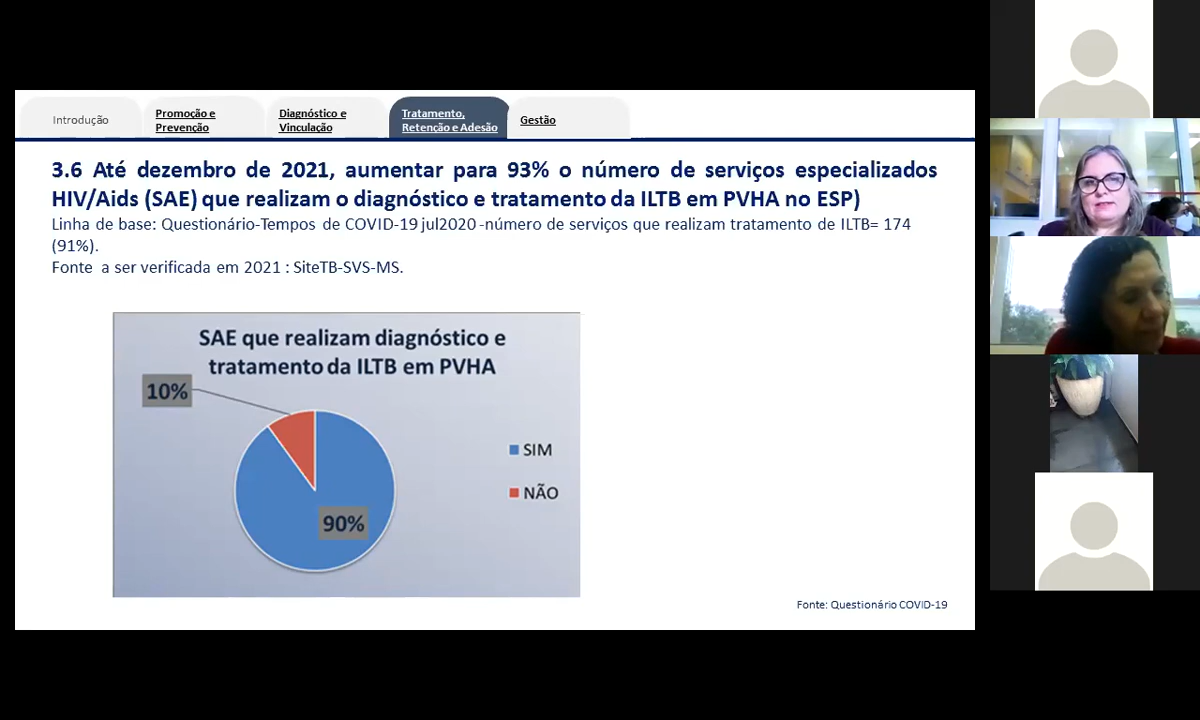 Introdução
Promoção e
Prevenção
Diagnóstico e
Vinculação
Tratamento,
Retenção e Adesão
Gestão
3.6 Até dezembro de 2021, aumentar para 93% o número de serviços especializados
HIV/Aids (SAE) que realizam o diagnóstico e tratamento da ILTB em PVHA no ESP)
Linha de base: Questionário-Tempos de COVID-19 jul2020 -número de serviços que realizam tratamento de ILTB= 174
(91%).
Fonte a ser verificada em 2021 : SiteTB-SVS-MS.
SAE que realizam diagnóstico e
tratamento da ILTB em PVHA
10%
90%
SIM
NÃO
Fonte: Questionário COVID-19